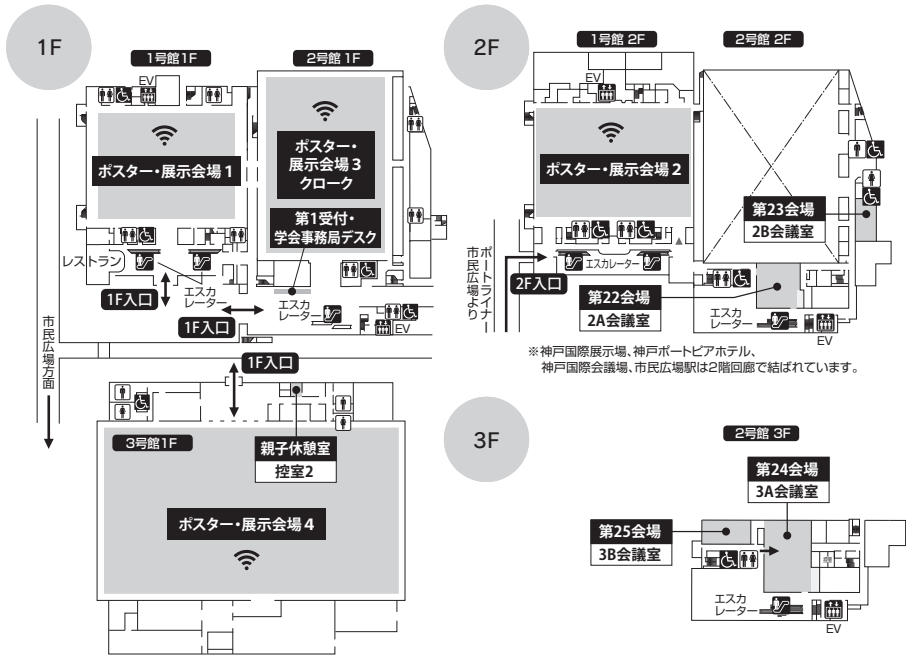 1F
1号館1F
2号館 1F
EV
ポスター・展示会場1
ポスター・
展示会場3
クローク
第1受付・
学会事務局デスク
レストラン
エスカ
レーター
1F入口
1F入口
エスカ
レーター
EV
市民広場方面
1F入口
3号館1F
親子休憩室
控室2
ポスター・展示会場4
2F
1号館 2F
2号館 2F
EV
ポスター・展示会場2
第23会場
2B会議室
ポートライナー
市民広場より
エスカレーター
2F入口
第22会場
2A会議室
エスカ
レーター
EV
※神戸国際展示場、神戸ポートピアホテル、
神戸国際会議場、市民広場駅は2階回廊で結ばれています。
3F
2号館 3F
第24会場
3A会議室
第25会場
3B会議室
エスカ
レーター
EV